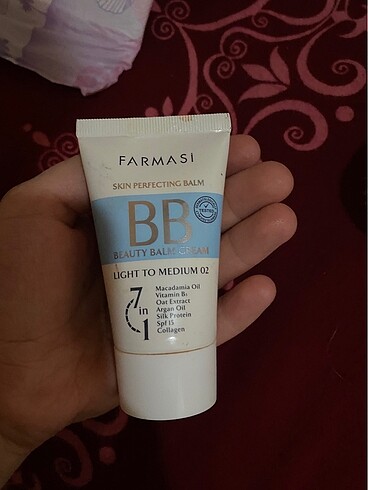 FARMASİ
SKIN PERFECTING BALM
BB
TESTED
BEAUTY BALM CREAM
LIGHT TO MEDIUM 02
7 in 1
Macadamia Oil
Vitamin B5
Oat Extract
Argan Oil
Silk Protein
Spf 15
Collagen